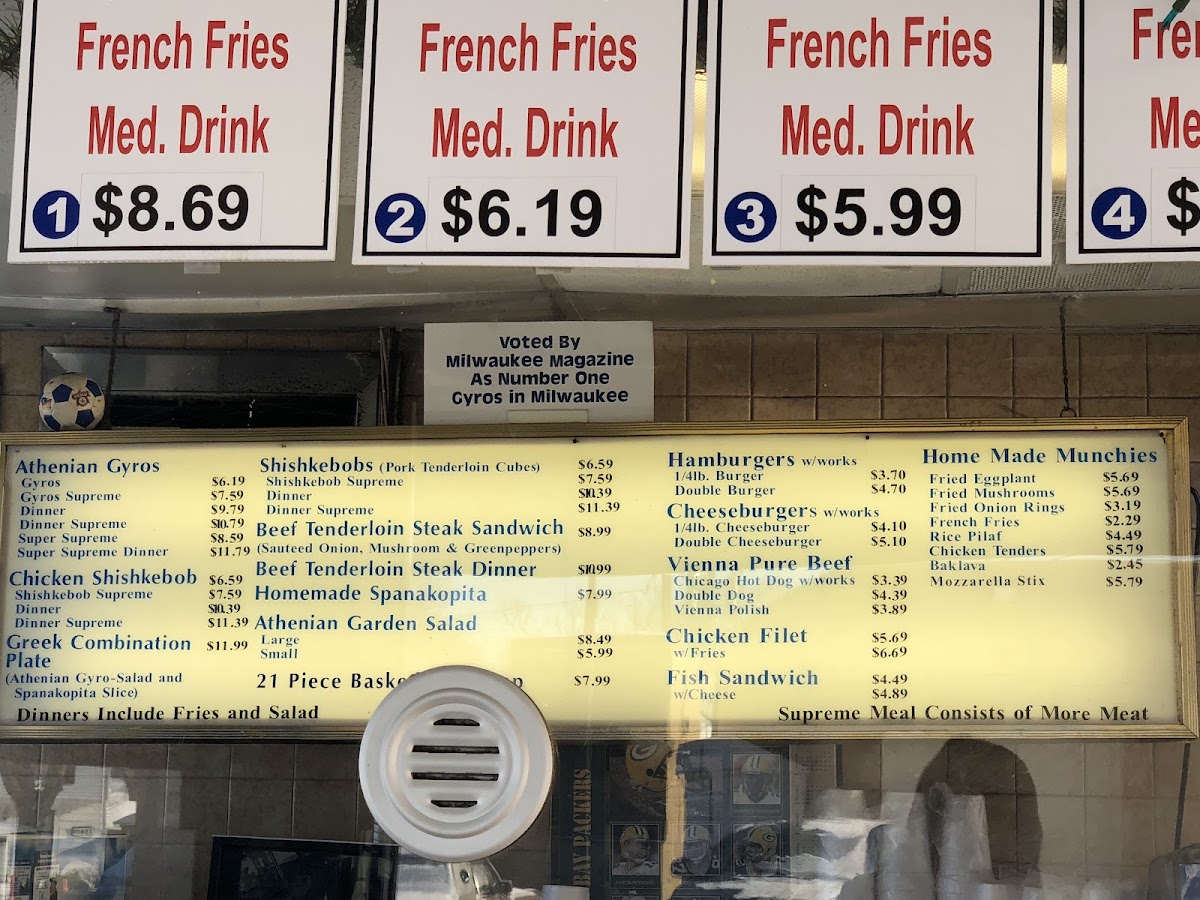 French Fries
Med. Drink
1 $8.69
French Fries
Med. Drink
2 $6.19
French Fries
Med. Drink
3 $5.99
4 $
Voted By
Milwaukee Magazine
As Number One
Gyros in Milwaukee
Athenian Gyros
Gyros $6.19
Gyros Supreme $7.59
Dinner $9.79
Dinner Supreme $10.79
Super Supreme $8.59
Super Supreme Dinner $11.79
Chicken Shishkebob $6.59
Shishkebob Supreme $7.59
Dinner $10.39
Dinner Supreme $11.39
Greek Combination $11.99
Plate
(Athenian Gyro-Salad and
Spanakopita Slice)
Dinners Include Fries and Salad
Shishkebobs (Pork Tenderloin Cubes) $6.59
Shishkebob Supreme $7.59
Dinner $10.39
Dinner Supreme $11.39
Beef Tenderloin Steak Sandwich $8.99
(Sauteed Onion, Mushroom & Greenpeppers)
Beef Tenderloin Steak Dinner $10.99
Homemade Spanakopita $7.99
Athenian Garden Salad
Large $8.49
Small $5.99
21 Piece $7.99
Hamburgers w/works
1/4lb. Burger $3.70
Double Burger $4.70
Cheeseburgers w/works
1/4lb. Cheeseburger $4.10
Double Cheeseburger $5.10
Vienna Pure Beef
Chicago Hot Dog w/works $3.39
Double Dog $4.39
Vienna Polish $3.89
Chicken Filet $5.69
w/Fries $6.69
Fish Sandwich $4.49
w/Cheese $4.89
Home Made Munchies
Fried Eggplant $5.69
Fried Mushrooms $5.69
Fried Onion Rings $3.19
French Fries $2.29
Rice Pilaf $4.49
Chicken Tenders $5.79
Baklava $2.45
Mozzarella Stix $5.79
Supreme Meal Consists of More Meat
BAY PACKERS